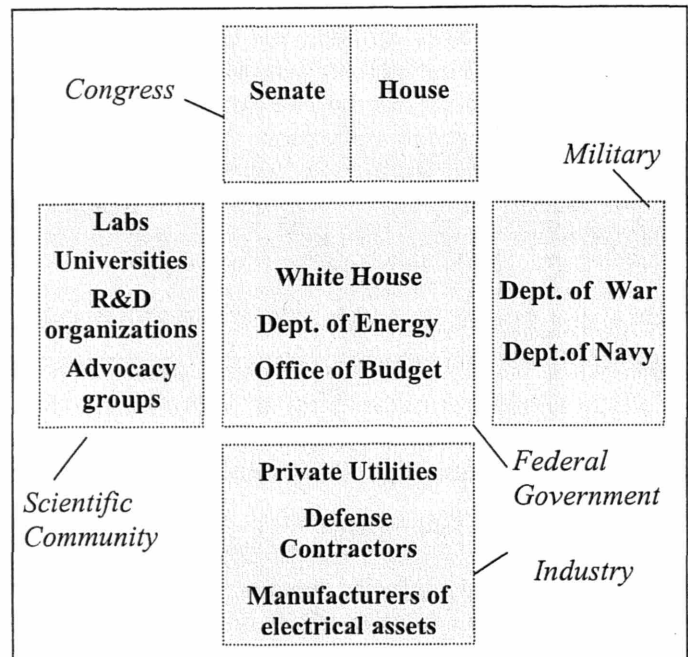 Congress
Senate
House
Military
Labs
Universities
R&D
organizations
Advocacy
groups
White House
Dept. of Energy
Office of Budget
Dept. of War
Dept.of Navy
Scientific
Community
Private Utilities
Defense
Contractors
Manufacturers of
electrical assets
Federal
Government
Industry